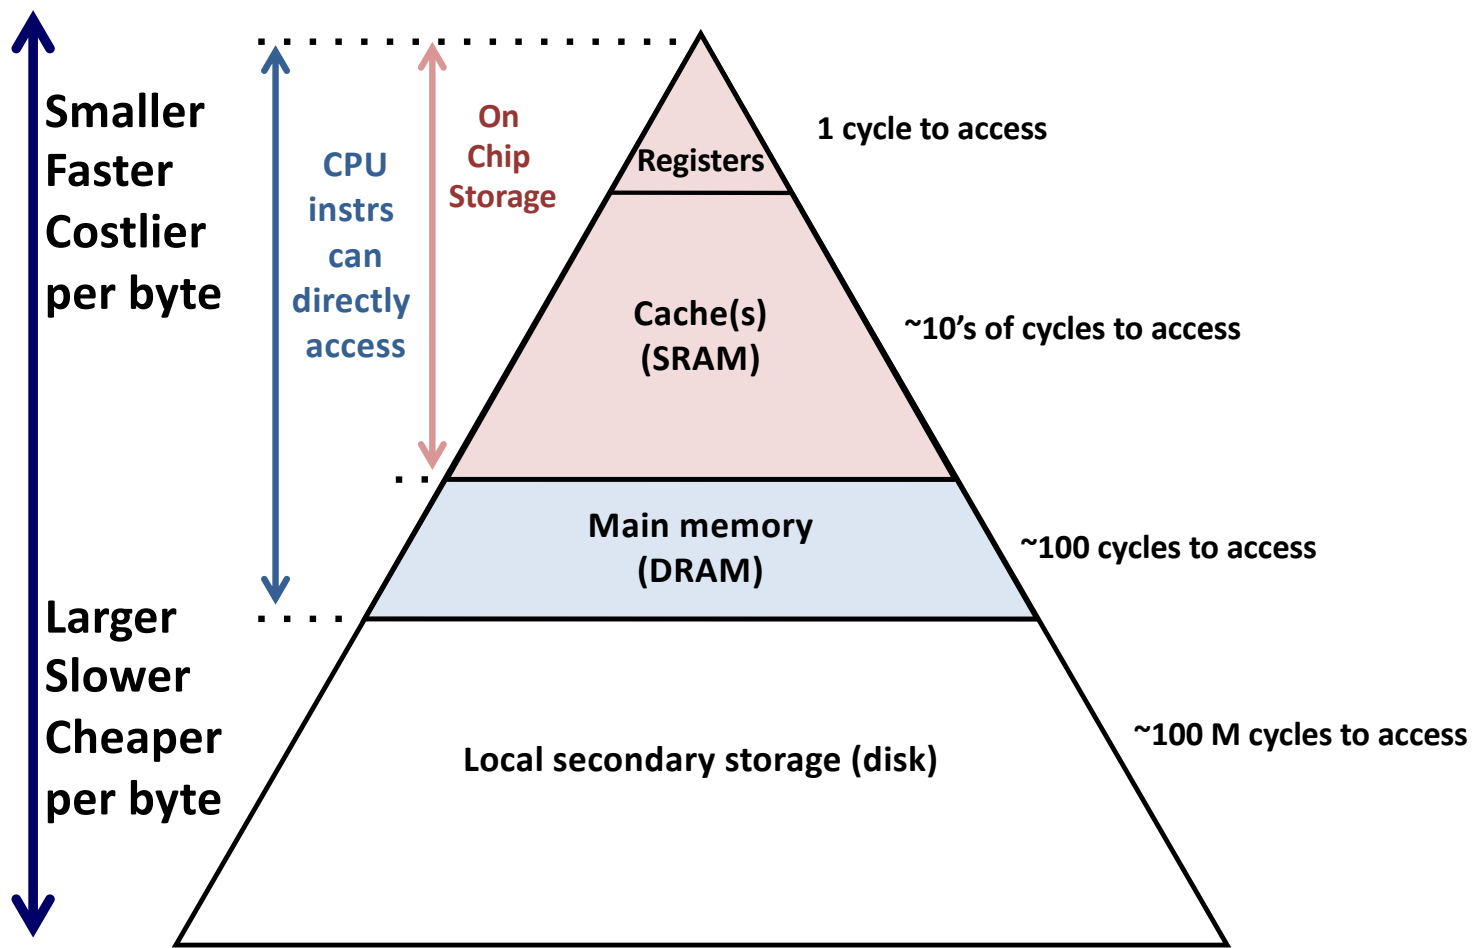 Smaller
Faster
Costlier
per byte
Larger
Slower
Cheaper
per byte
CPU
instrs
can
directly
access
On
Chip
Storage
Registers
1 cycle to access
Cache(s)
(SRAM)
~10’s of cycles to access
Main memory
(DRAM)
~100 cycles to access
Local secondary storage (disk)
~100 M cycles to access